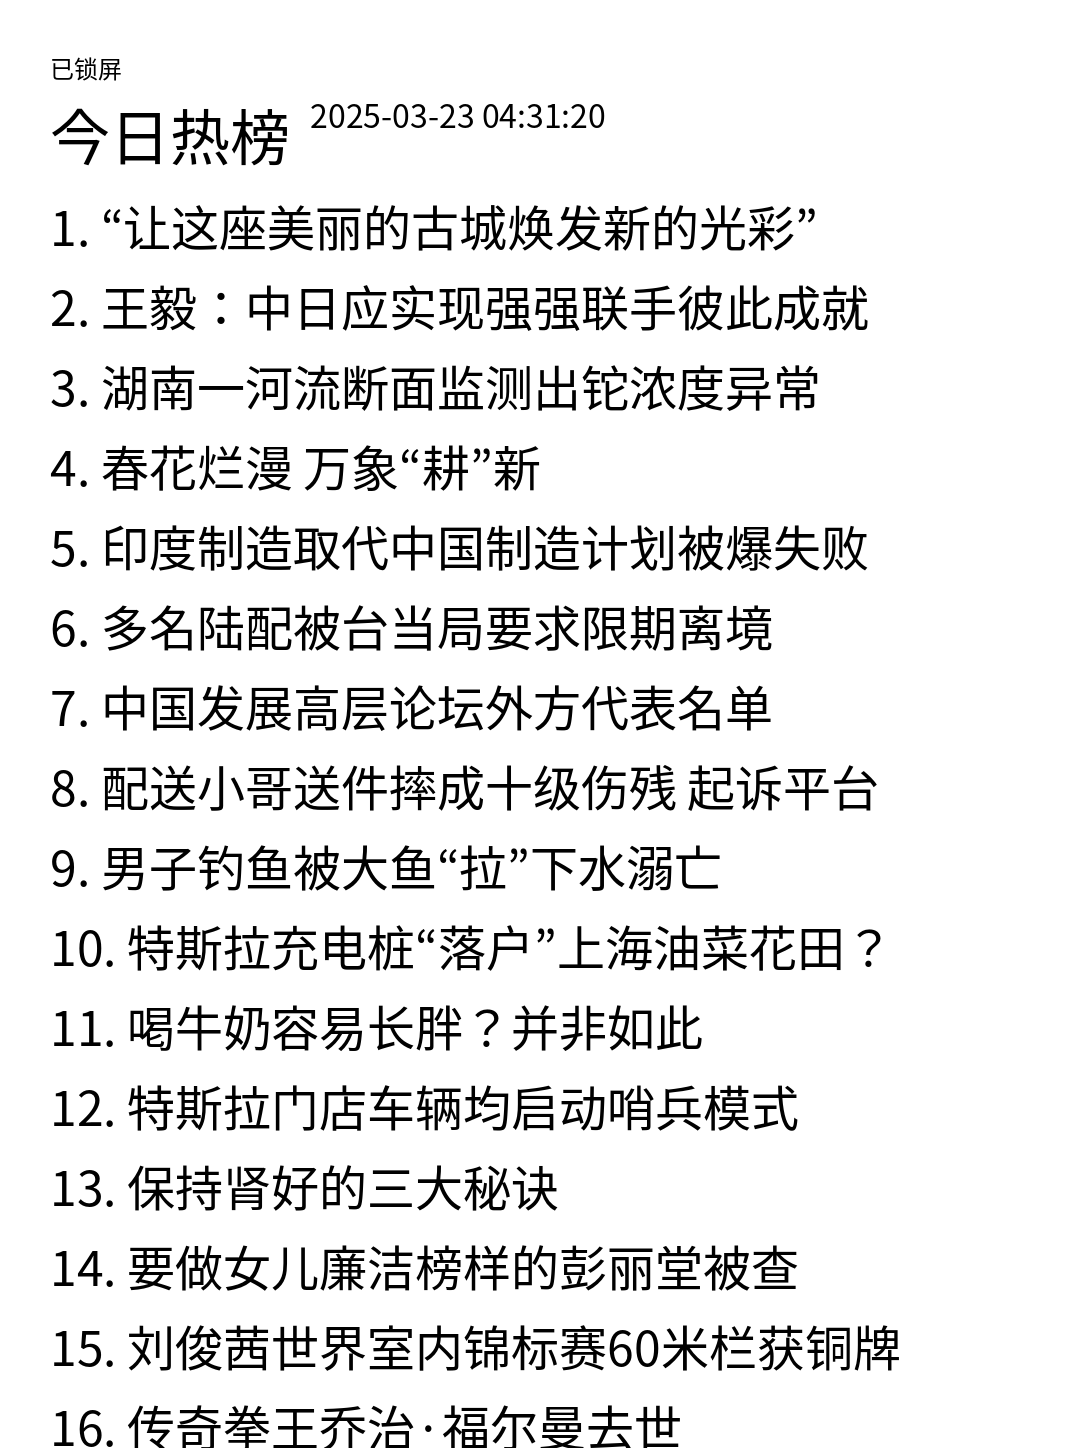 已锁屏
今日热榜 2025-03-23 04:31:20
1. “让这座美丽的古城焕发新的光彩”
2. 王毅：中日应实现强强联手彼此成就
3. 湖南一河流断面监测出铊浓度异常
4. 春花烂漫 万象“耕”新
5. 印度制造取代中国制造计划被爆失败
6. 多名陆配被台当局要求限期离境
7. 中国发展高层论坛外方代表名单
8. 配送小哥送件摔成十级伤残 起诉平台
9. 男子钓鱼被大鱼“拉”下水溺亡
10. 特斯拉充电桩“落户”上海油菜花田？
11. 喝牛奶容易长胖？并非如此
12. 特斯拉门店车辆均启动哨兵模式
13. 保持肾好的三大秘诀
14. 要做女儿廉洁榜样的彭丽堂被查
15. 刘俊茜世界室内锦标赛60米栏获铜牌
16. 传奇拳王乔治·福尔曼去世